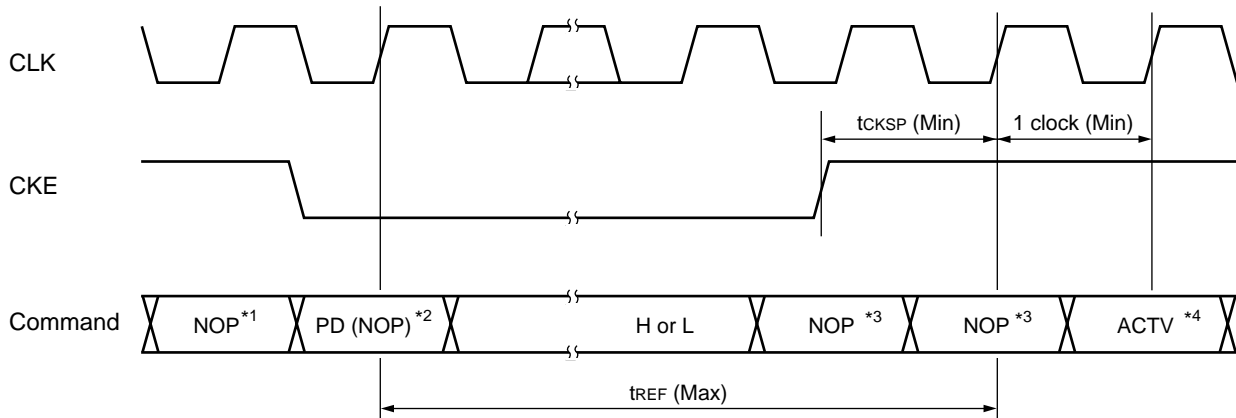 CLK
tCKSP (Min) 1 clock (Min)
CKE
Command NOP*1 PD (NOP)*2 H or L NOP *3 NOP *3 ACTV *4
tREF (Max)